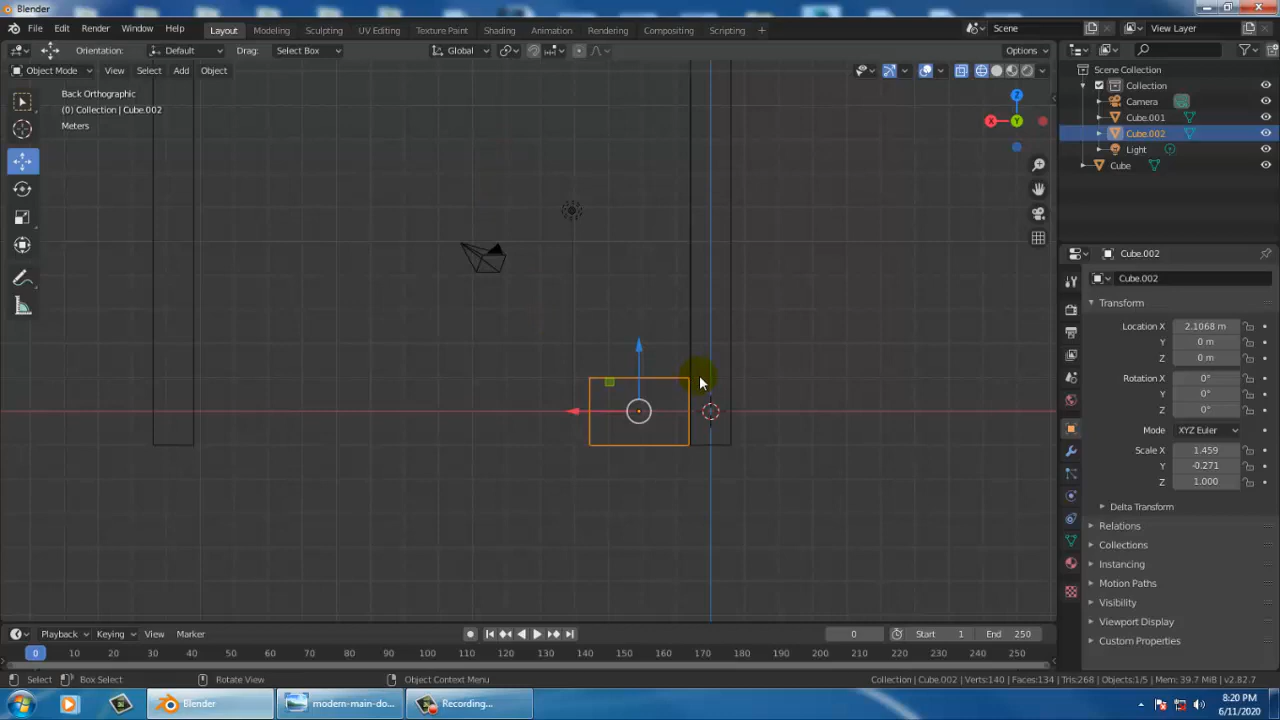 Blender
File Edit Render Window Help
Layout Modeling Sculpting UV Editing Texture Paint Shading Animation Rendering Compositing Scripting +
Scene
View Layer
Orientation: Default Drag: Select Box
Global
Options
Object Mode View Select Add Object
Back Orthographic
(0) Collection | Cube.002
Meters
Z
X
Y
Scene Collection
Collection
Camera
Cube.001
Cube.002
Light
Cube
Cube.002
Cube.002
Transform
Location X 2.1068 m
Y 0 m
Z 0 m
Rotation X 0°
Y 0°
Z 0°
Mode XYZ Euler
Scale X 1.459
Y -0.271
Z 1.000
Delta Transform
Relations
Collections
Instancing
Motion Paths
Visibility
Viewport Display
Custom Properties
Playback Keying View Marker
0
Start 1
End 250
0 10 20 30 40 50 60 70 80 90 100 110 120 130 140 150 160 170 180 190 200 210 220 230 240 250
Select Box Select Rotate View Object Context Menu
Collection | Cube.002 | Verts:140 | Faces:134 | Tris:268 | Objects:1/5 | Mem: 39.7 MiB | v2.82.7
Blender
modern-main-do...
Recording...
8:20 PM
6/11/2020